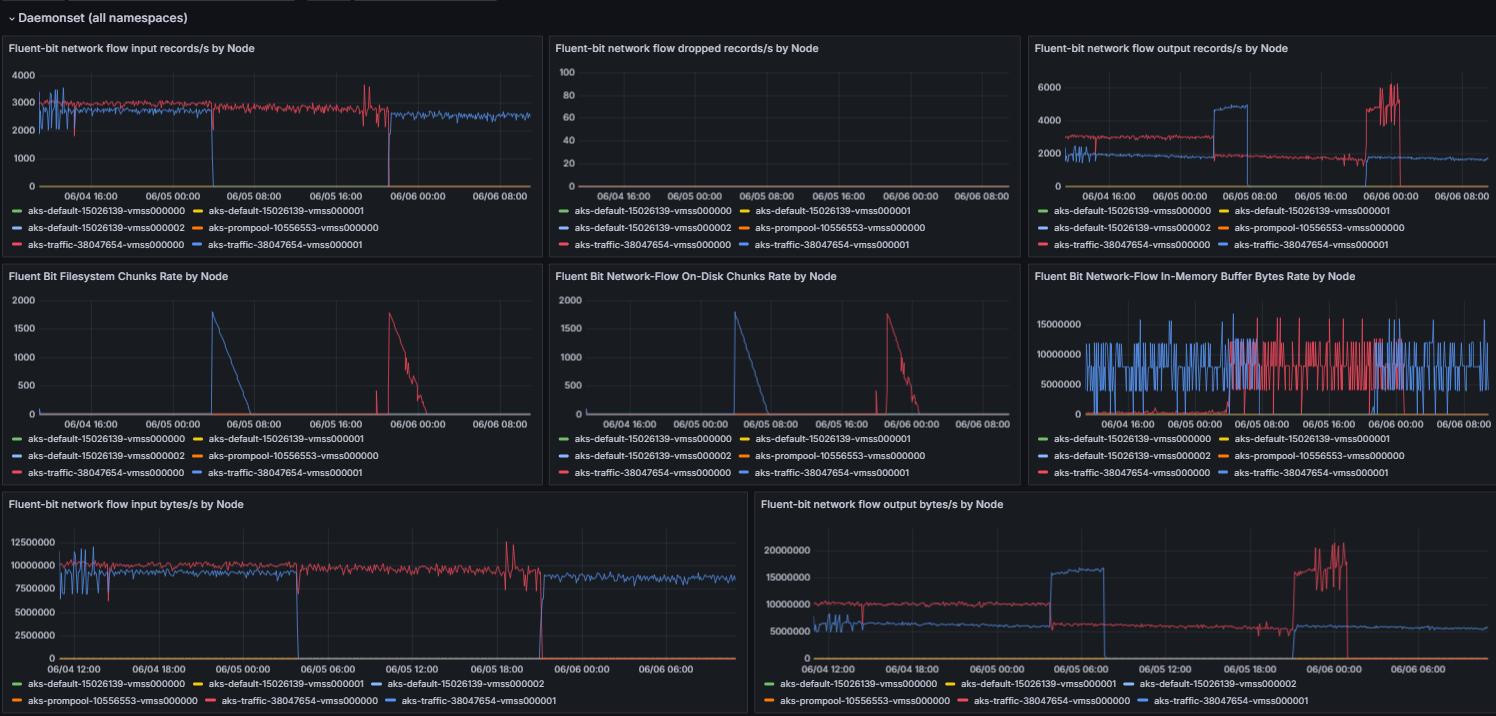 Daemonset (all namespaces)
Fluent-bit network flow input records/s by Node
4000
3000
2000
1000
0
06/04 16:00 06/05 00:00 06/05 08:00 06/05 16:00 06/06 00:00 06/06 08:00
aks-default-15026139-vmss000000 aks-default-15026139-vmss000001
aks-default-15026139-vmss000002 aks-prompool-10556553-vmss000000
aks-traffic-38047654-vmss000000 aks-traffic-38047654-vmss000001
Fluent-bit network flow dropped records/s by Node
100
80
60
40
20
0
06/04 16:00 06/05 00:00 06/05 08:00 06/05 16:00 06/06 00:00 06/06 08:00
aks-default-15026139-vmss000000 aks-default-15026139-vmss000001
aks-default-15026139-vmss000002 aks-prompool-10556553-vmss000000
aks-traffic-38047654-vmss000000 aks-traffic-38047654-vmss000001
Fluent-bit network flow output records/s by Node
6000
4000
2000
0
06/04 16:00 06/05 00:00 06/05 08:00 06/05 16:00 06/06 00:00 06/06 08:00
aks-default-15026139-vmss000000 aks-default-15026139-vmss000001
aks-default-15026139-vmss000002 aks-prompool-10556553-vmss000000
aks-traffic-38047654-vmss000000 aks-traffic-38047654-vmss000001
Fluent Bit Filesystem Chunks Rate by Node
2000
1500
1000
500
0
06/04 16:00 06/05 00:00 06/05 08:00 06/05 16:00 06/06 00:00 06/06 08:00
aks-default-15026139-vmss000000 aks-default-15026139-vmss000001
aks-default-15026139-vmss000002 aks-prompool-10556553-vmss000000
aks-traffic-38047654-vmss000000 aks-traffic-38047654-vmss000001
Fluent Bit Network-Flow On-Disk Chunks Rate by Node
2000
1500
1000
500
0
06/04 16:00 06/05 00:00 06/05 08:00 06/05 16:00 06/06 00:00 06/06 08:00
aks-default-15026139-vmss000000 aks-default-15026139-vmss000001
aks-default-15026139-vmss000002 aks-prompool-10556553-vmss000000
aks-traffic-38047654-vmss000000 aks-traffic-38047654-vmss000001
Fluent Bit Network-Flow In-Memory Buffer Bytes Rate by Node
15000000
10000000
5000000
0
06/04 16:00 06/05 00:00 06/05 08:00 06/05 16:00 06/06 00:00 06/06 08:00
aks-default-15026139-vmss000000 aks-default-15026139-vmss000001
aks-default-15026139-vmss000002 aks-prompool-10556553-vmss000000
aks-traffic-38047654-vmss000000 aks-traffic-38047654-vmss000001
Fluent-bit network flow input bytes/s by Node
12500000
10000000
7500000
5000000
2500000
0
06/04 12:00 06/04 18:00 06/05 00:00 06/05 06:00 06/05 12:00 06/05 18:00 06/06 00:00 06/06 06:00
aks-default-15026139-vmss000000 aks-default-15026139-vmss000001 aks-default-15026139-vmss000002
aks-prompool-10556553-vmss000000 aks-traffic-38047654-vmss000000 aks-traffic-38047654-vmss000001
Fluent-bit network flow output bytes/s by Node
20000000
15000000
10000000
5000000
0
06/04 12:00 06/04 18:00 06/05 00:00 06/05 06:00 06/05 12:00 06/05 18:00 06/06 00:00 06/06 06:00
aks-default-15026139-vmss000000 aks-default-15026139-vmss000001 aks-default-15026139-vmss000002
aks-prompool-10556553-vmss000000 aks-traffic-38047654-vmss000000 aks-traffic-38047654-vmss000001